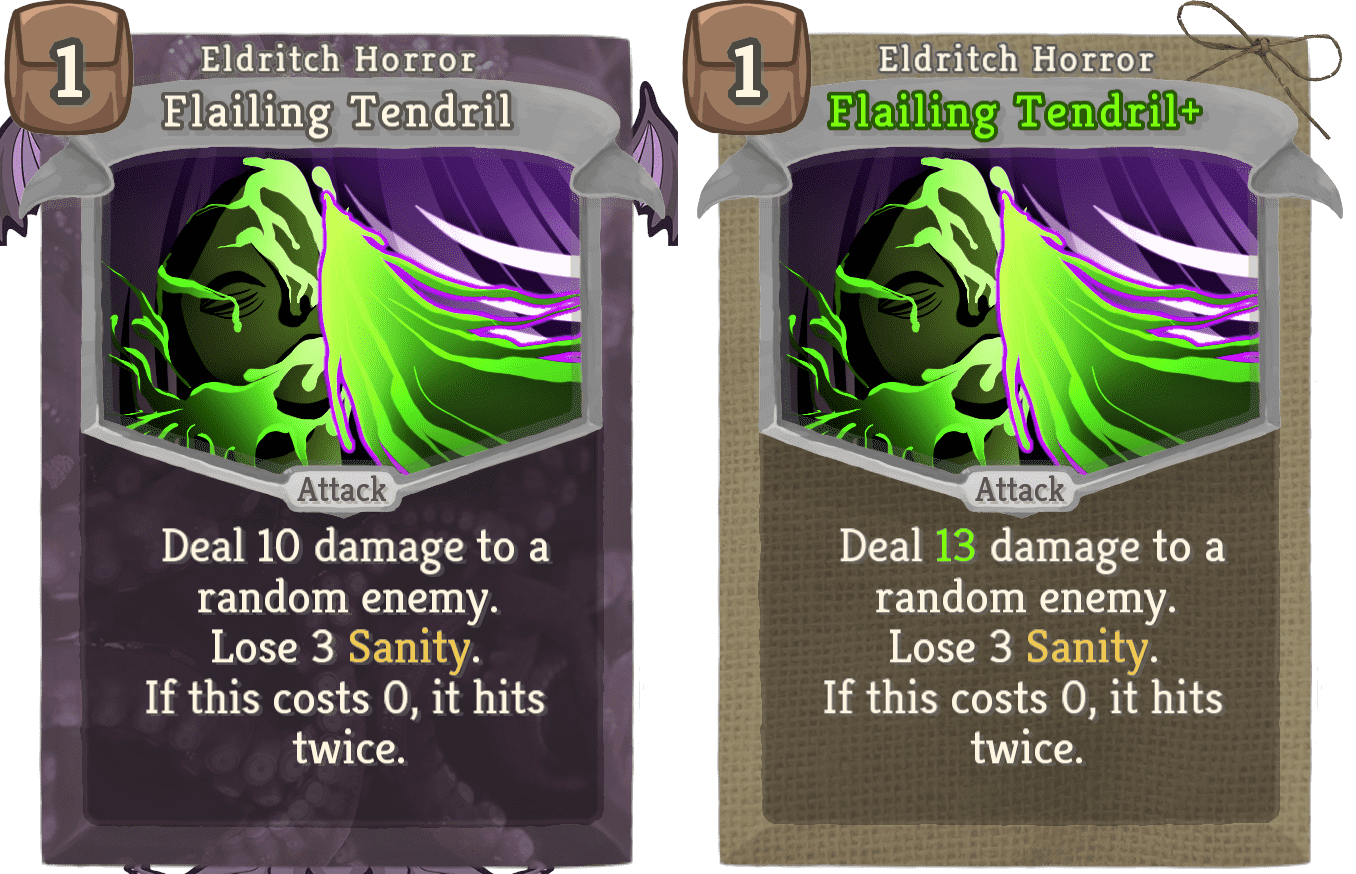 1
Eldritch Horror
Flailing Tendril
Attack
Deal 10 damage to a
random enemy.
Lose 3 Sanity.
If this costs 0, it hits
twice.
1
Eldritch Horror
Flailing Tendril+
Attack
Deal 13 damage to a
random enemy.
Lose 3 Sanity.
If this costs 0, it hits
twice.